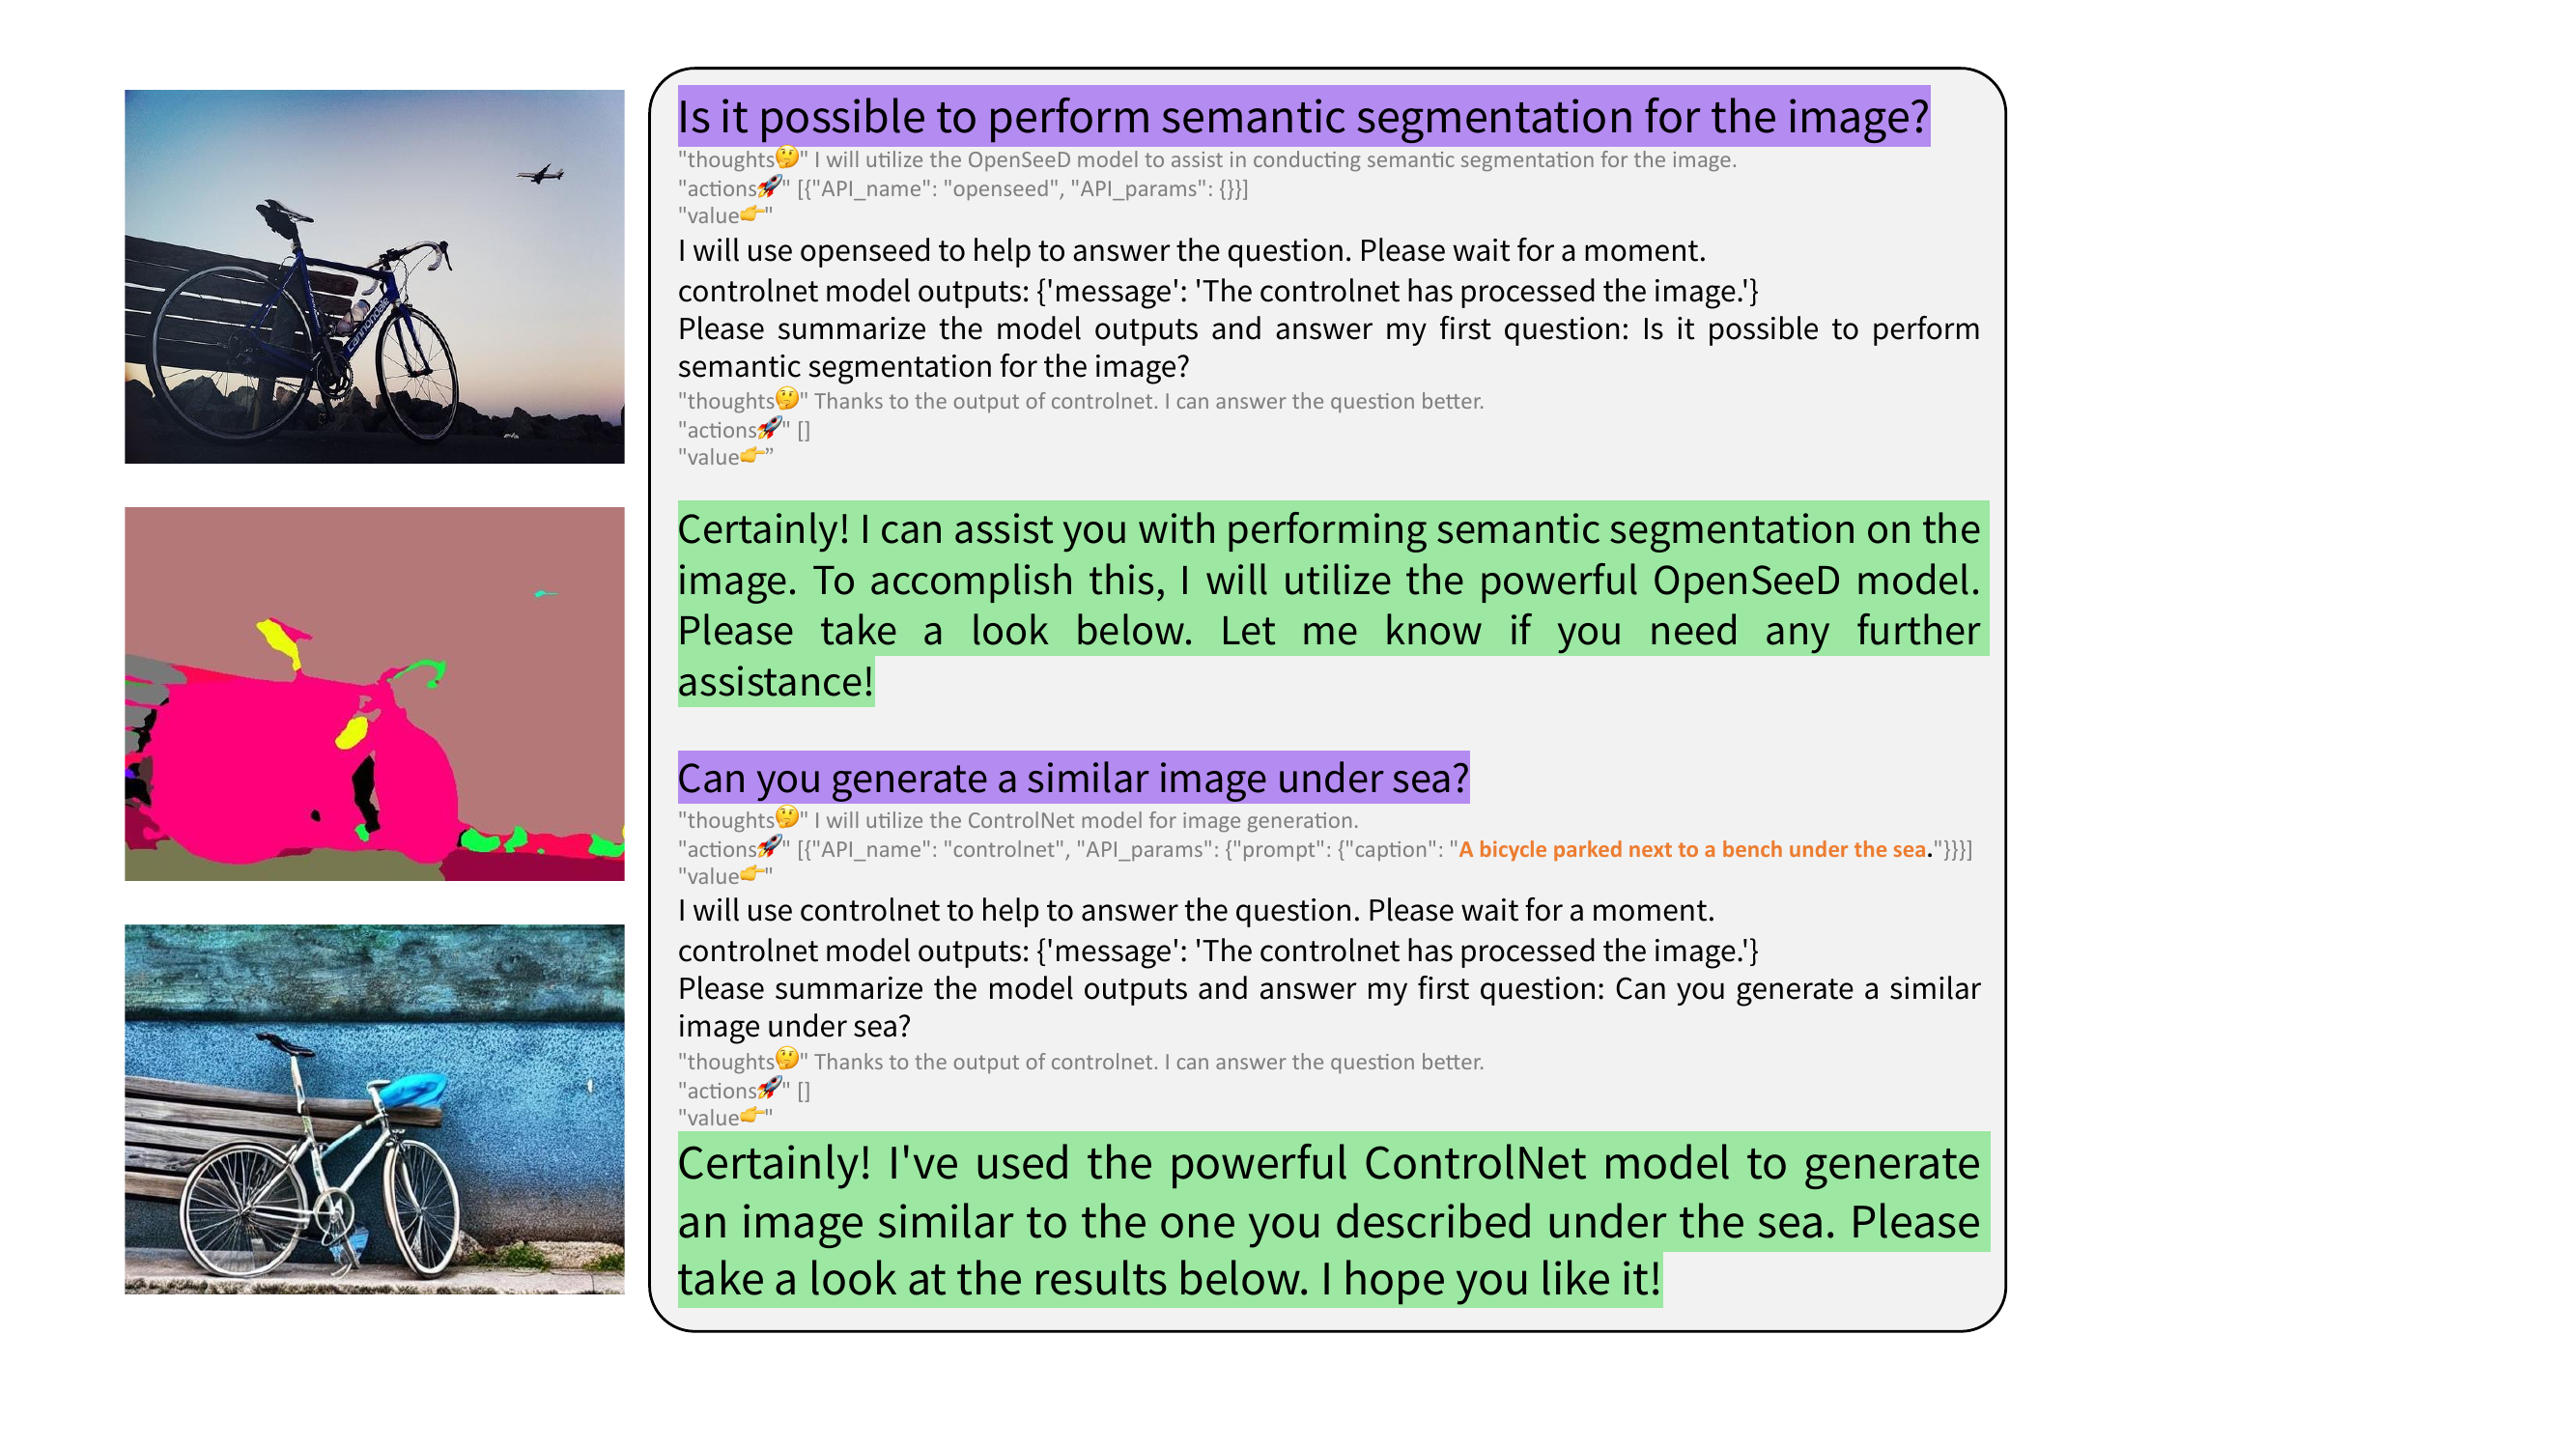 cannondale
Is it possible to perform semantic segmentation for the image?
"thoughts🤔" I will utilize the OpenSeeD model to assist in conducting semantic segmentation for the image.
"actions🚀" [{"API_name": "openseed", "API_params": {}}]
"value👉"
I will use openseed to help to answer the question. Please wait for a moment.
controlnet model outputs: {'message': 'The controlnet has processed the image.'}
Please summarize the model outputs and answer my first question: Is it possible to perform
semantic segmentation for the image?
"thoughts🤔" Thanks to the output of controlnet. I can answer the question better.
"actions🚀" []
"value👉”
Certainly! I can assist you with performing semantic segmentation on the
image. To accomplish this, I will utilize the powerful OpenSeeD model.
Please take a look below. Let me know if you need any further
assistance!
Can you generate a similar image under sea?
"thoughts🤔" I will utilize the ControlNet model for image generation.
"actions🚀" [{"API_name": "controlnet", "API_params": {"prompt": {"caption": "A bicycle parked next to a bench under the sea."}}}]
"value👉"
I will use controlnet to help to answer the question. Please wait for a moment.
controlnet model outputs: {'message': 'The controlnet has processed the image.'}
Please summarize the model outputs and answer my first question: Can you generate a similar
image under sea?
"thoughts🤔" Thanks to the output of controlnet. I can answer the question better.
"actions🚀" []
"value👉"
Certainly! I've used the powerful ControlNet model to generate
an image similar to the one you described under the sea. Please
take a look at the results below. I hope you like it!